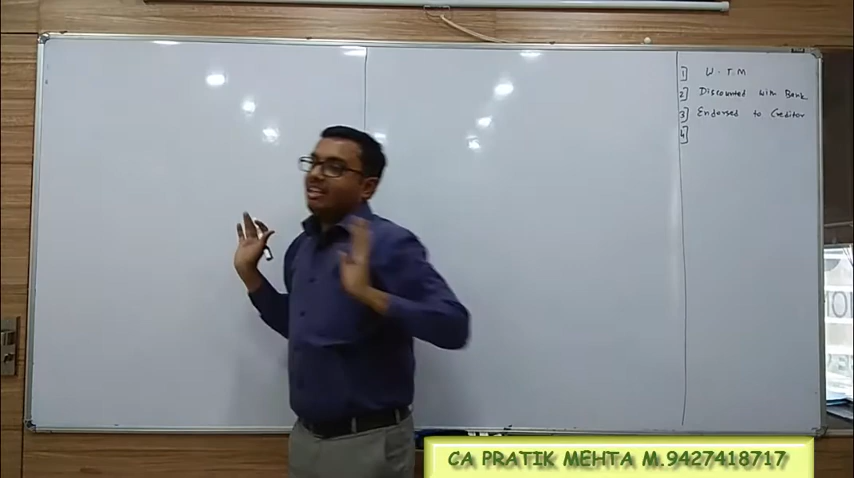 1] U.T.M
2] Discounted with Bank
3] Endorsed to Creditor
4]
CA PRATIK MEHTA M.9427418717